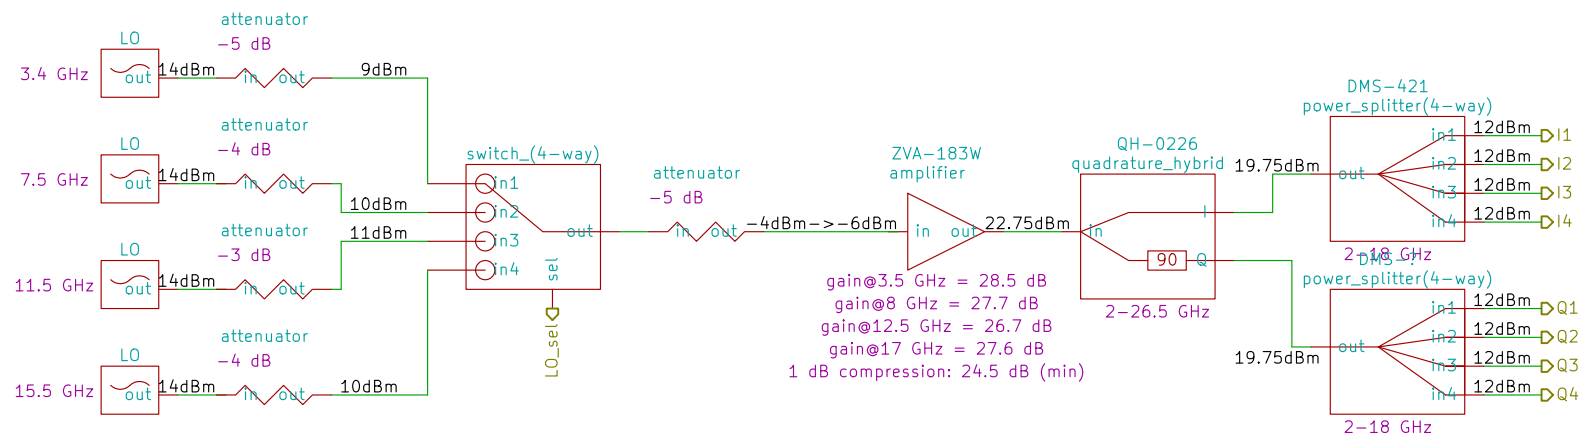 attenuator
-5 dB
LO
3.4 GHz
out
14dBm
in
out
9dBm
attenuator
-4 dB
LO
7.5 GHz
out
14dBm
in
out
10dBm
attenuator
-3 dB
LO
11.5 GHz
out
14dBm
in
out
11dBm
attenuator
-4 dB
LO
15.5 GHz
out
14dBm
in
out
10dBm
switch_(4-way)
in1
in2
in3
in4
out
sel
LO_sel
attenuator
-5 dB
in
out
-4dBm->-6dBm
ZVA-183W
amplifier
in
out
gain@3.5 GHz = 28.5 dB
gain@8 GHz = 27.7 dB
gain@12.5 GHz = 26.7 dB
gain@17 GHz = 27.6 dB
1 dB compression: 24.5 dB (min)
22.75dBm
QH-0226
quadrature_hybrid
in
I
90
Q
2-26.5 GHz
19.75dBm
19.75dBm
DMS-421
power_splitter(4-way)
out
in1
in2
in3
in4
12dBm
I1
12dBm
I2
12dBm
I3
12dBm
I4
2-18 GHz
DMS-?
power_splitter(4-way)
out
in1
in2
in3
in4
12dBm
Q1
12dBm
Q2
12dBm
Q3
12dBm
Q4
2-18 GHz